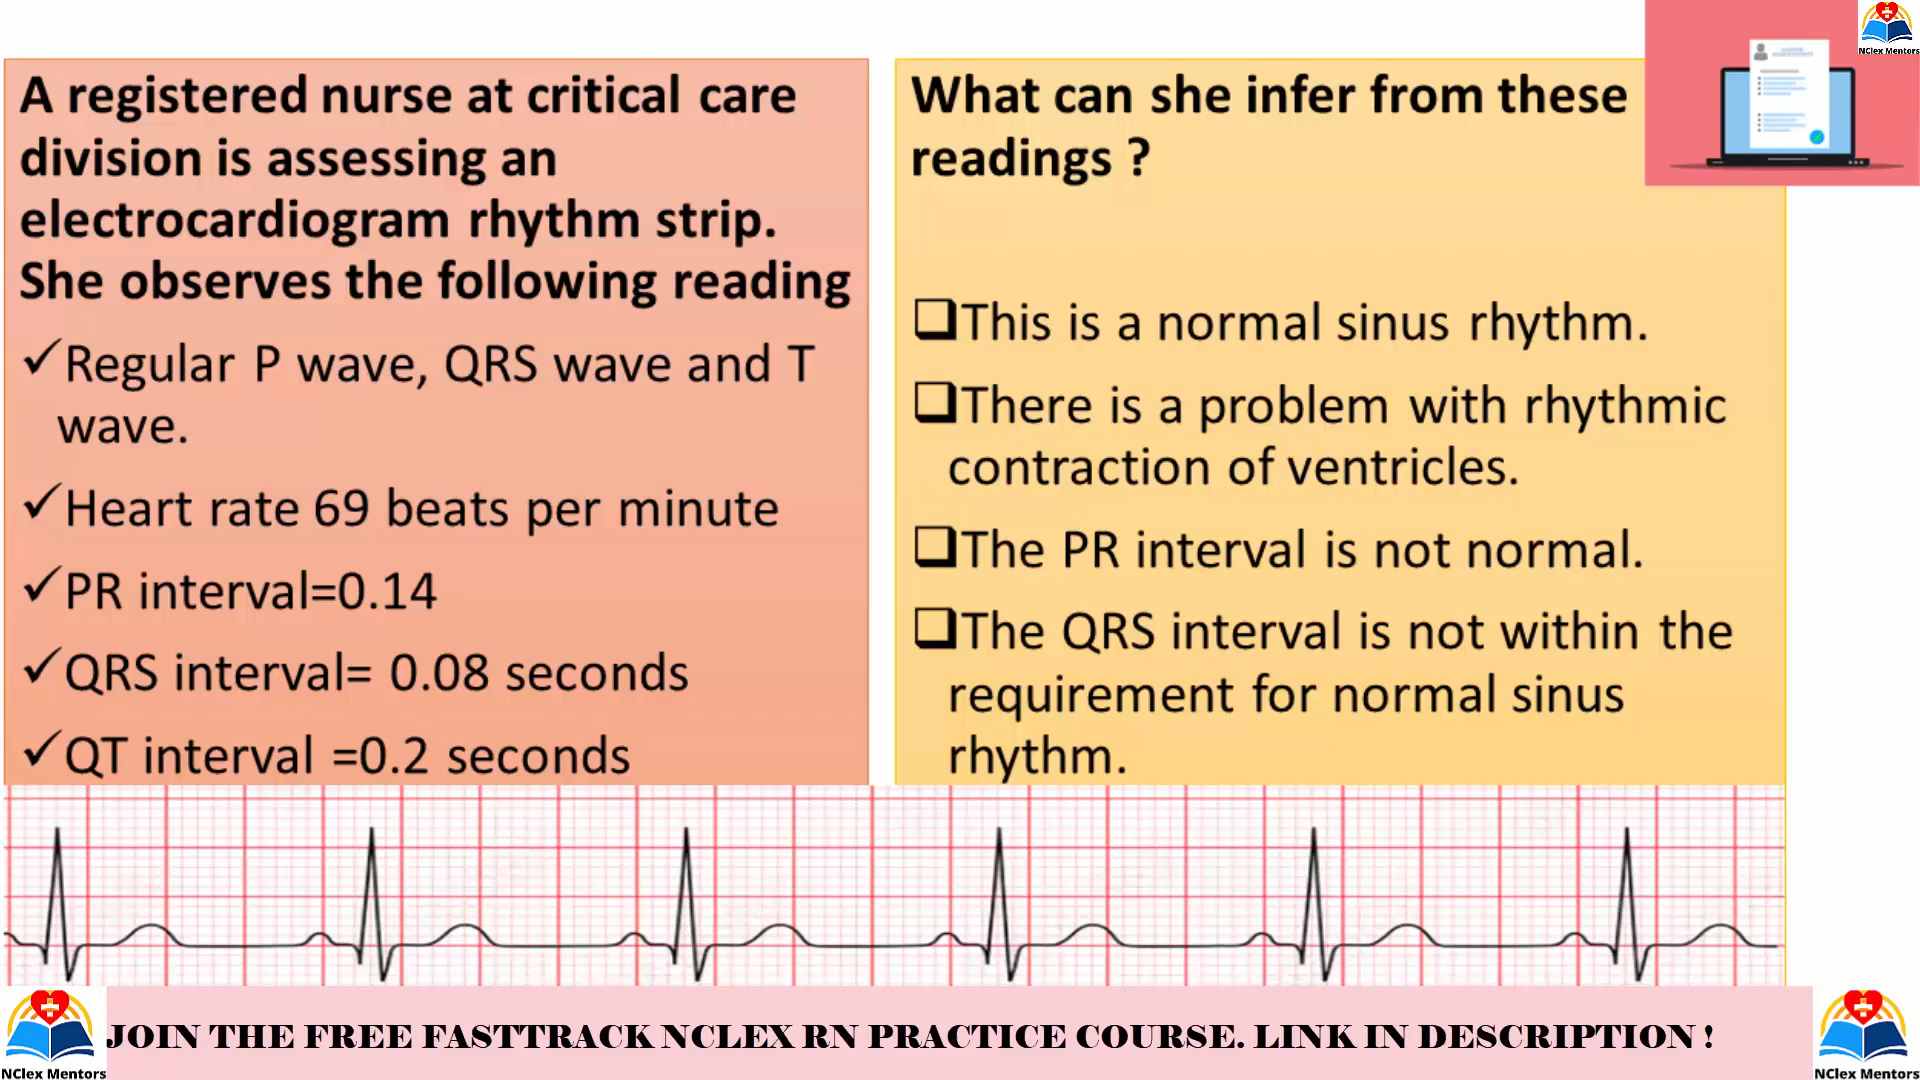 NClex Mentors
A registered nurse at critical care
division is assessing an
electrocardiogram rhythm strip.
She observes the following reading
✓Regular P wave, QRS wave and T
wave.
✓Heart rate 69 beats per minute
✓PR interval=0.14
✓QRS interval= 0.08 seconds
✓QT interval =0.2 seconds
What can she infer from these
readings ?
❑This is a normal sinus rhythm.
❑There is a problem with rhythmic
contraction of ventricles.
❑The PR interval is not normal.
❑The QRS interval is not within the
requirement for normal sinus
rhythm.
JOIN THE FREE FASTTRACK NCLEX RN PRACTICE COURSE. LINK IN DESCRIPTION !
NClex Mentors
NClex Mentors